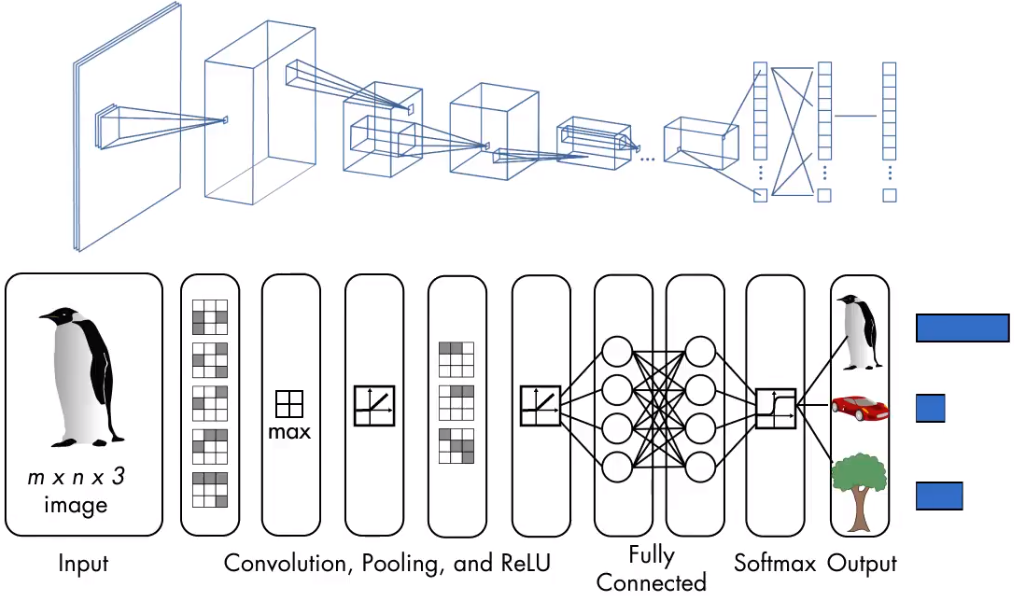 max
m x n x 3
image
Input
Convolution, Pooling, and ReLU
Fully
Connected
Softmax
Output